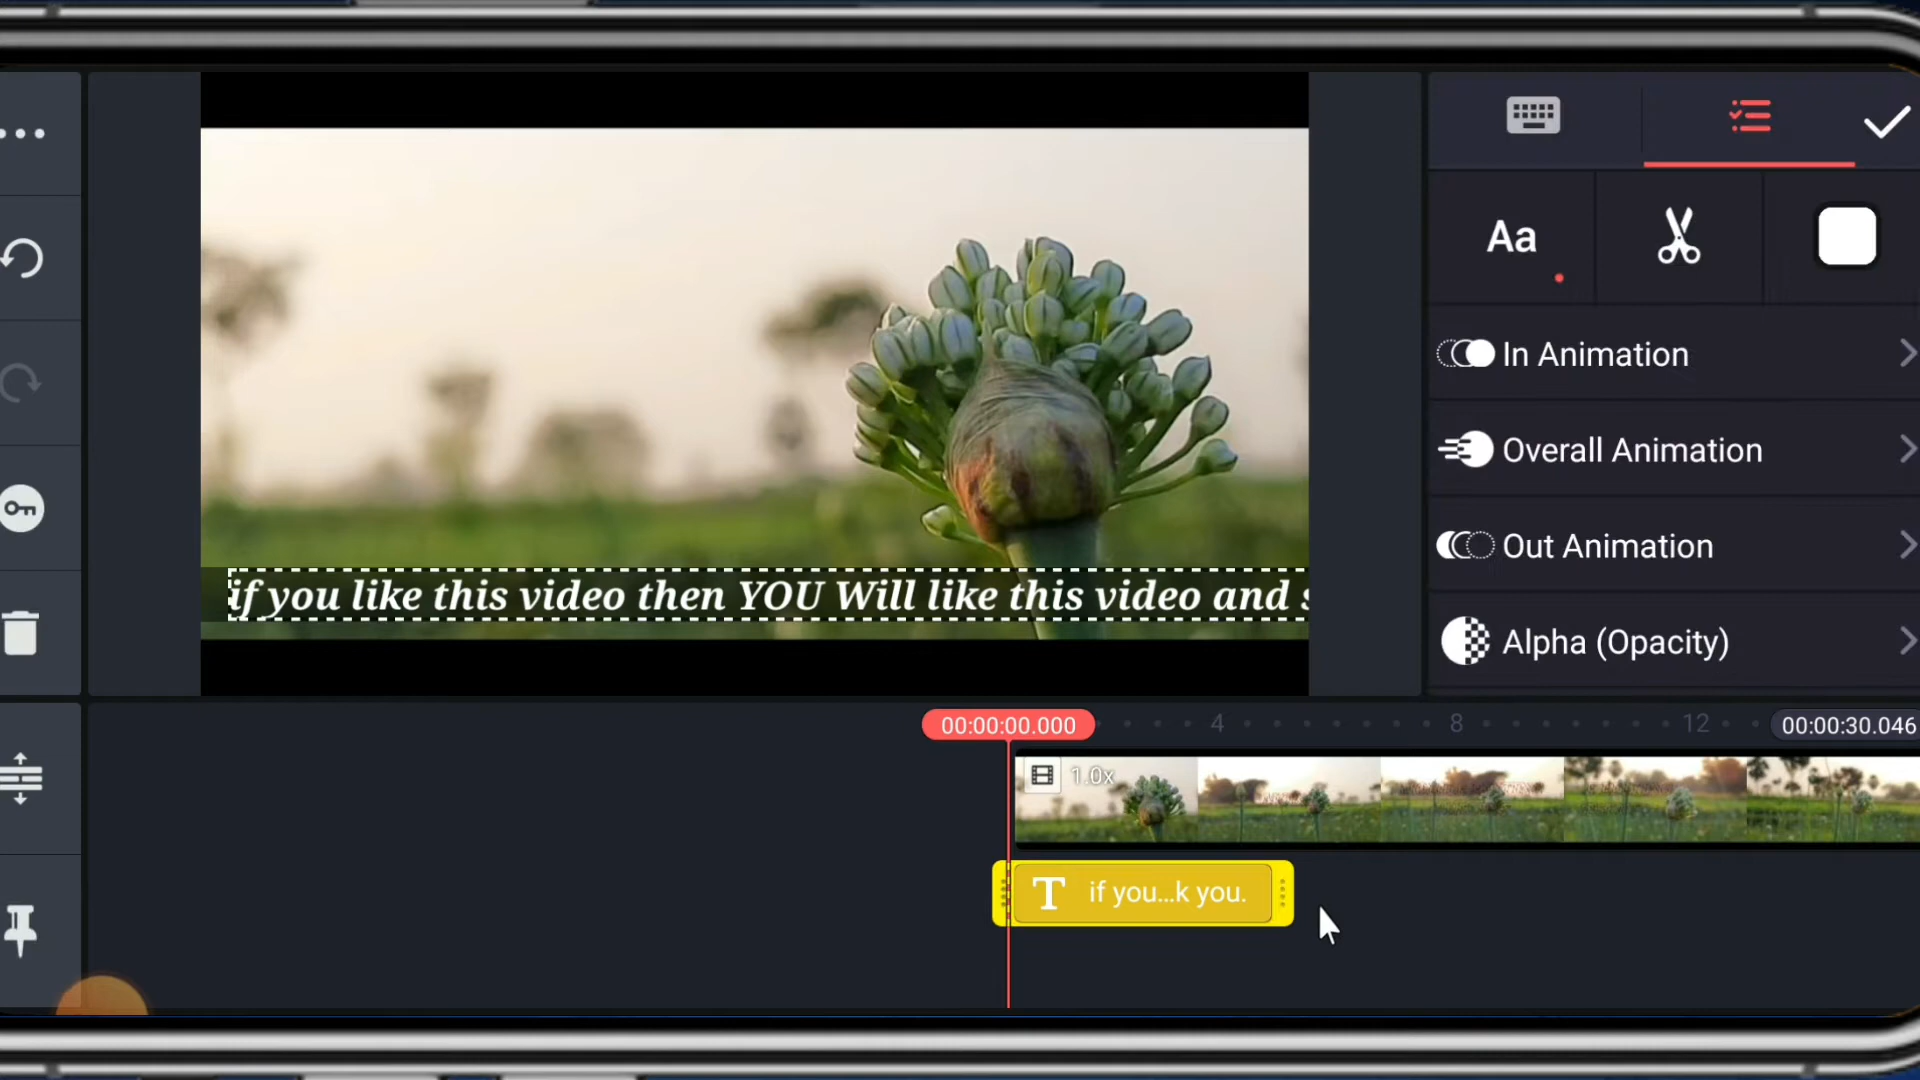 Aa
In Animation
Overall Animation
Out Animation
Alpha (Opacity)
if you like this video then YOU Will like this video and s
00:00:00.000
4
8
12
00:00:30.046
1.0x
T if you...k you.